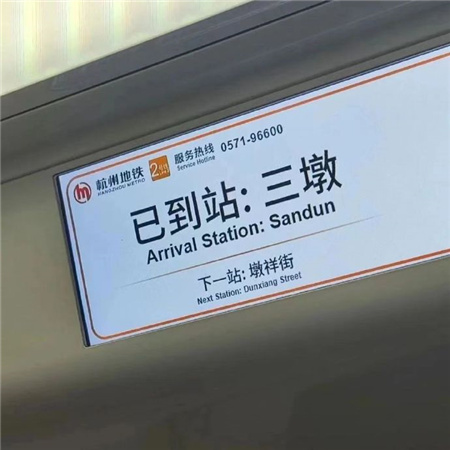 杭州地铁 2号线 服务热线 0571-96600
HANGZHOU METRO Service Hotline
已到站: 三墩
Arrival Station: Sandun
下一站: 墩祥街
Next Station: Dunxiang Street